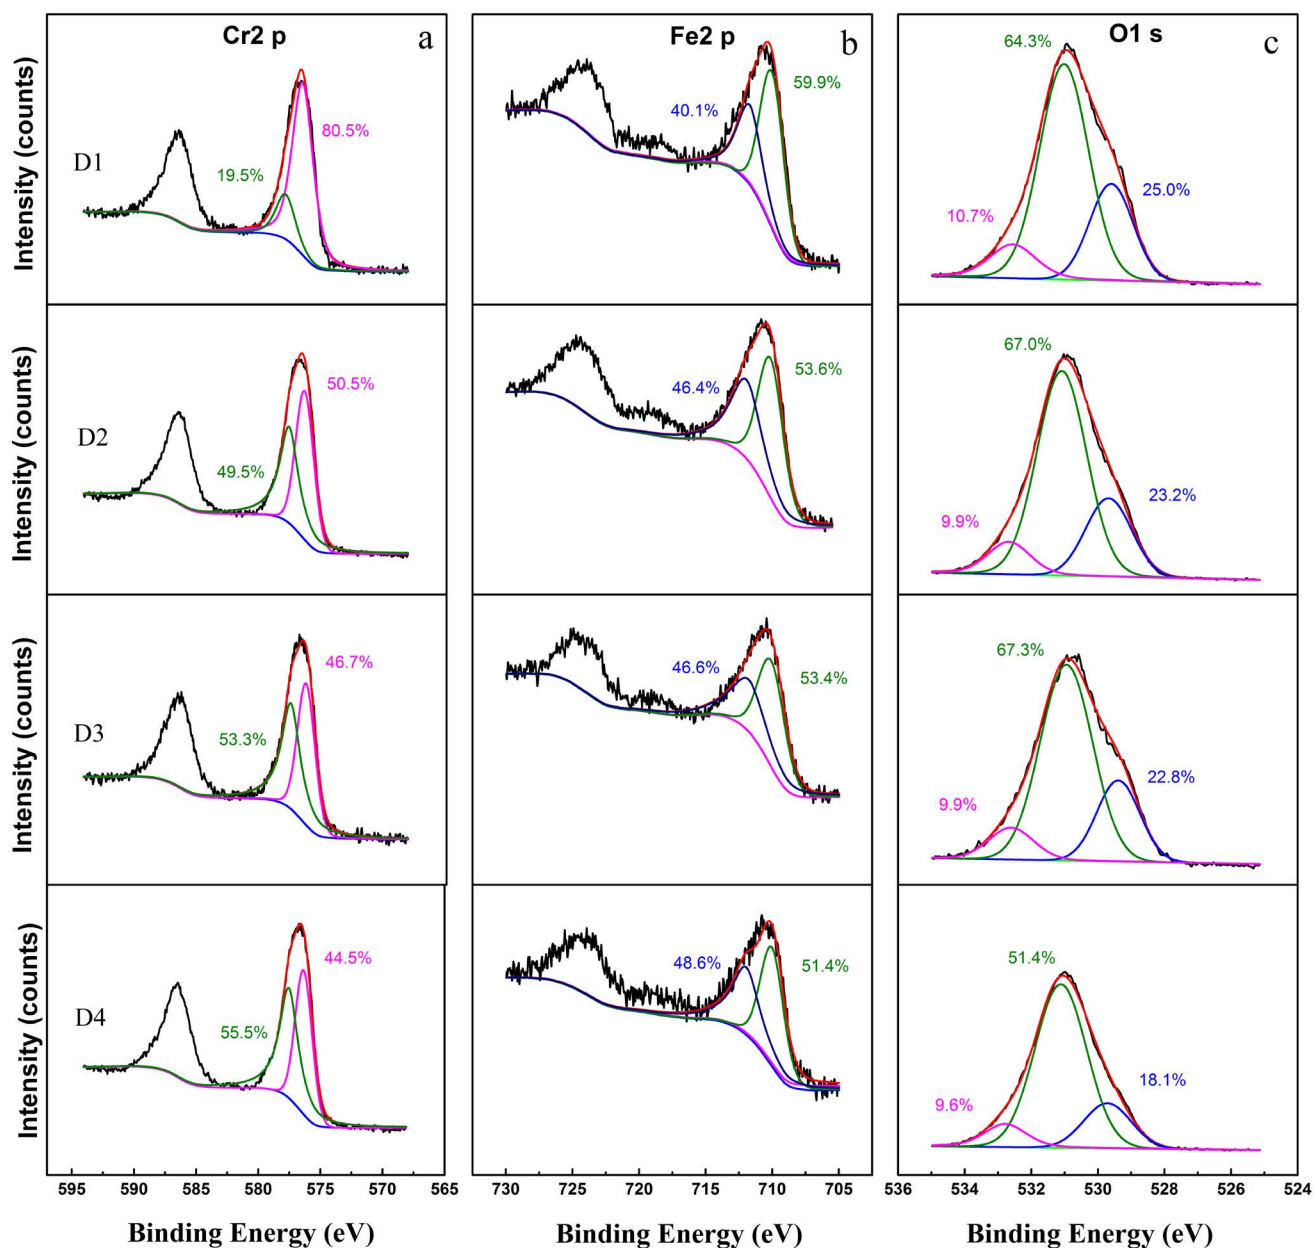 Cr2 p
a
Fe2 p
b
O1 s
c
Intensity (counts)
D1
80.5%
19.5%
40.1%
59.9%
64.3%
25.0%
10.7%
Intensity (counts)
D2
50.5%
49.5%
46.4%
53.6%
67.0%
23.2%
9.9%
Intensity (counts)
D3
46.7%
53.3%
46.6%
53.4%
67.3%
22.8%
9.9%
Intensity (counts)
D4
44.5%
55.5%
48.6%
51.4%
51.4%
18.1%
9.6%
595 590 585 580 575 570 565
730 725 720 715 710 705
536 534 532 530 528 526 524
Binding Energy (eV)
Binding Energy (eV)
Binding Energy (eV)